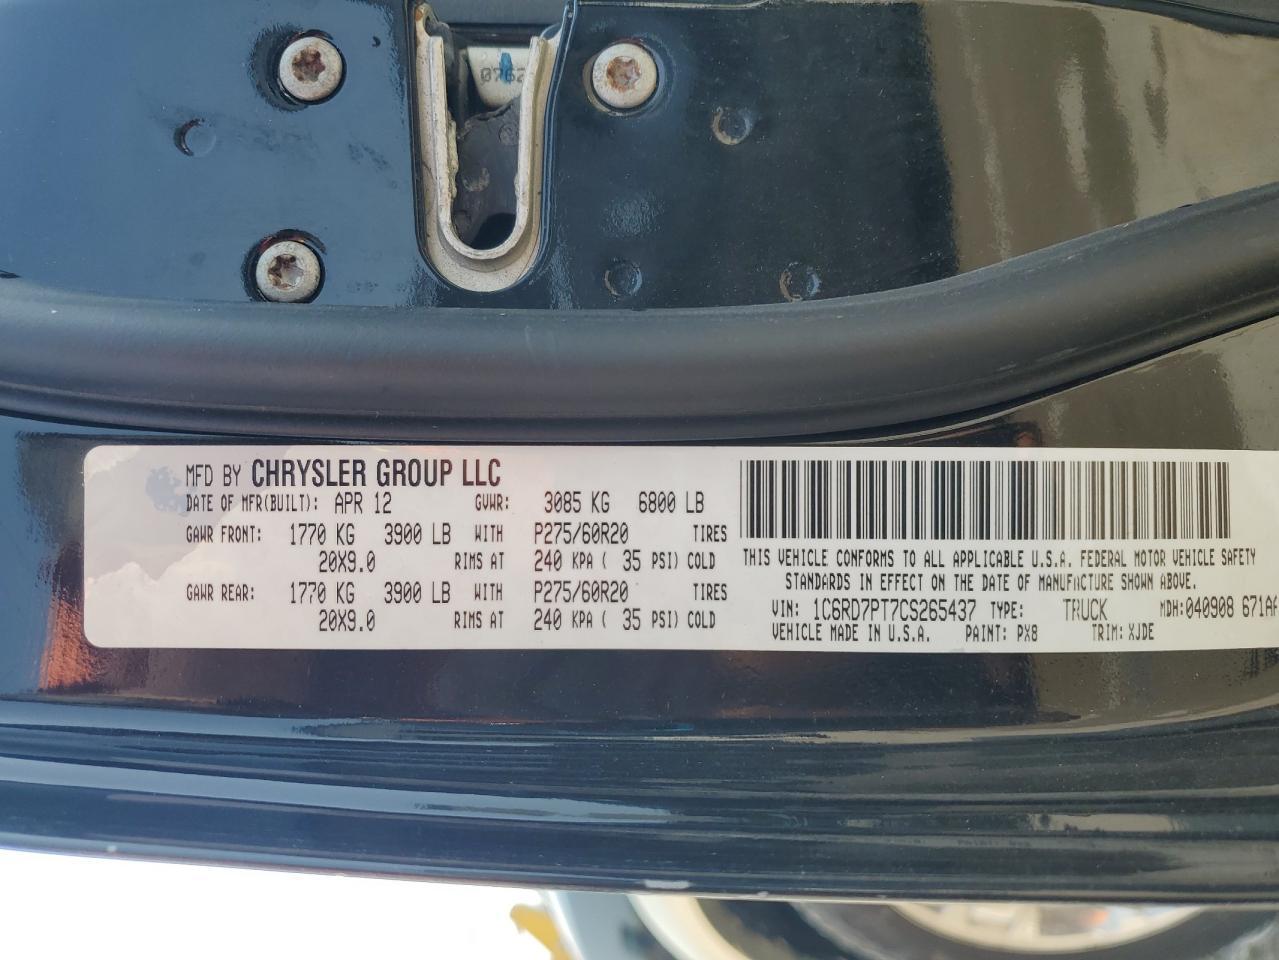 0762
MFD BY CHRYSLER GROUP LLC
DATE OF MFR(BUILT): APR 12 GVWR: 3085 KG 6800 LB
GAWR FRONT: 1770 KG 3900 LB WITH P275/60R20 TIRES
20X9.0 RIMS AT 240 KPA ( 35 PSI) COLD
GAWR REAR: 1770 KG 3900 LB WITH P275/60R20 TIRES
20X9.0 RIMS AT 240 KPA ( 35 PSI) COLD
THIS VEHICLE CONFORMS TO ALL APPLICABLE U.S.A. FEDERAL MOTOR VEHICLE SAFETY
STANDARDS IN EFFECT ON THE DATE OF MANUFACTURE SHOWN ABOVE.
VIN: 1C6RD7PT7CS265437 TYPE: TRUCK MDH:040908 671AA
VEHICLE MADE IN U.S.A. PAINT: PX8 TRIM: XJDE